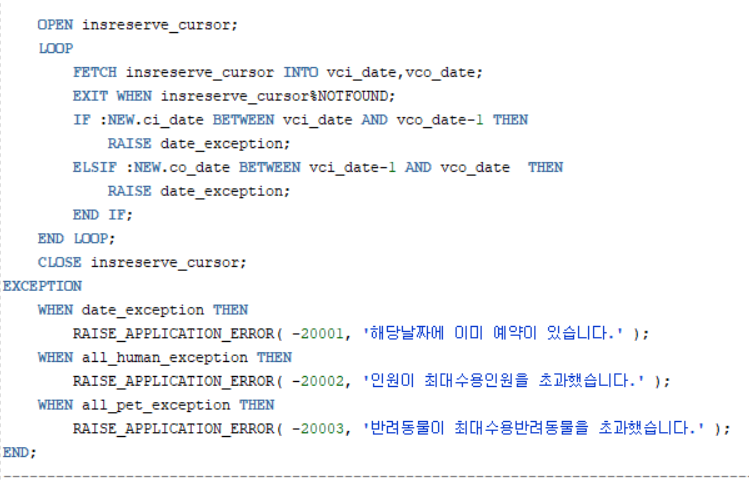 OPEN insreserve_cursor;
LOOP
FETCH insreserve_cursor INTO vci_date,vco_date;
EXIT WHEN insreserve_cursor%NOTFOUND;
IF :NEW.ci_date BETWEEN vci_date AND vco_date-1 THEN
RAISE date_exception;
ELSIF :NEW.co_date BETWEEN vci_date-1 AND vco_date  THEN
RAISE date_exception;
END IF;
END LOOP;
CLOSE insreserve_cursor;
EXCEPTION
WHEN date_exception THEN
RAISE_APPLICATION_ERROR( -20001, '해당날짜에 이미 예약이 있습니다.' );
WHEN all_human_exception THEN
RAISE_APPLICATION_ERROR( -20002, '인원이 최대수용인원을 초과했습니다.' );
WHEN all_pet_exception THEN
RAISE_APPLICATION_ERROR( -20003, '반려동물이 최대수용반려동물을 초과했습니다.' );
END;